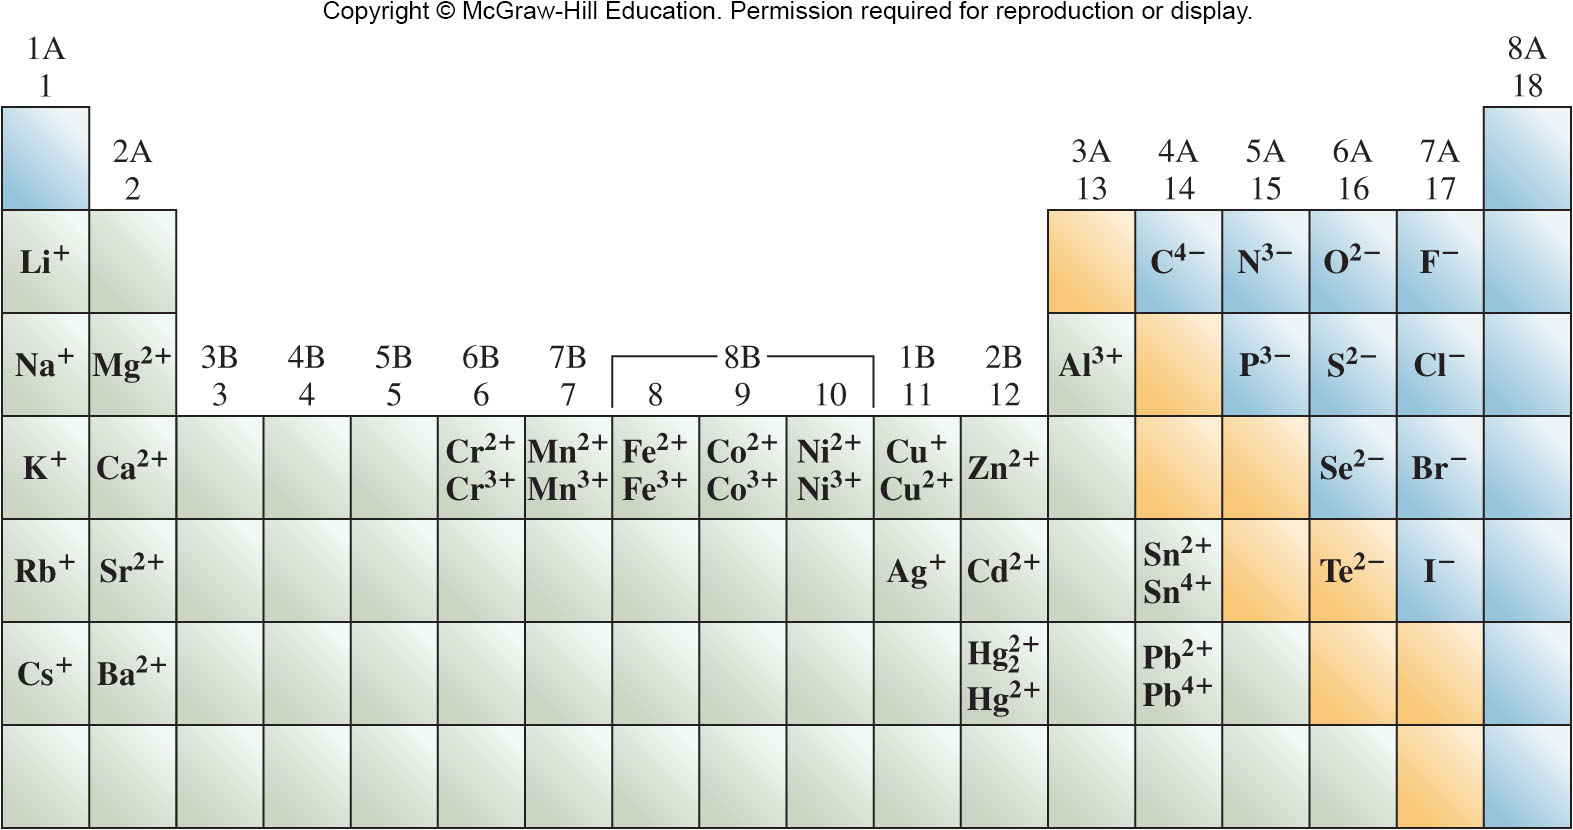 Copyright © McGraw-Hill Education. Permission required for reproduction or display.
1A 8A
1 18
2A 3A 4A 5A 6A 7A
2 13 14 15 16 17
Li⁺ C⁴⁻ N³⁻ O²⁻ F⁻
3B 4B 5B 6B 7B 8B 1B 2B
Na⁺ Mg²⁺ Al³⁺ P³⁻ S²⁻ Cl⁻
3 4 5 6 7 8 9 10 11 12
Cr²⁺ Mn²⁺ Fe²⁺ Co²⁺ Ni²⁺ Cu⁺
K⁺ Ca²⁺ Zn²⁺ Se²⁻ Br⁻
Cr³⁺ Mn³⁺ Fe³⁺ Co³⁺ Ni³⁺ Cu²⁺
Sn²⁺
Rb⁺ Sr²⁺ Ag⁺ Cd²⁺ Te²⁻ I⁻
Sn⁴⁺
Hg₂²⁺ Pb²⁺
Cs⁺ Ba²⁺
Hg²⁺ Pb⁴⁺